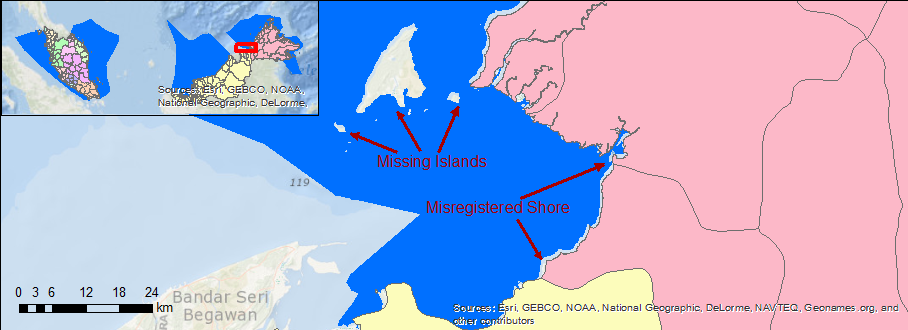 Sources: Esri, GEBCO, NOAA,
National Geographic, DeLorme,
Missing Islands
119
Misregistered Shore
0 3 6 12 18 24
km
Bandar Seri
Begawan
Sources: Esri, GEBCO, NOAA, National Geographic, DeLorme, NAVTEQ, Geonames.org, and
other contributors